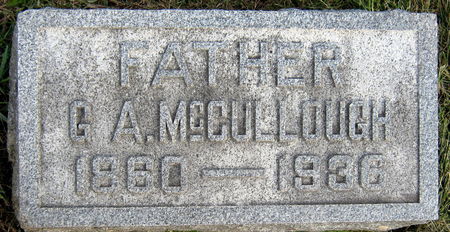 FATHER
G. A. McCULLOUGH
1860 — 1936